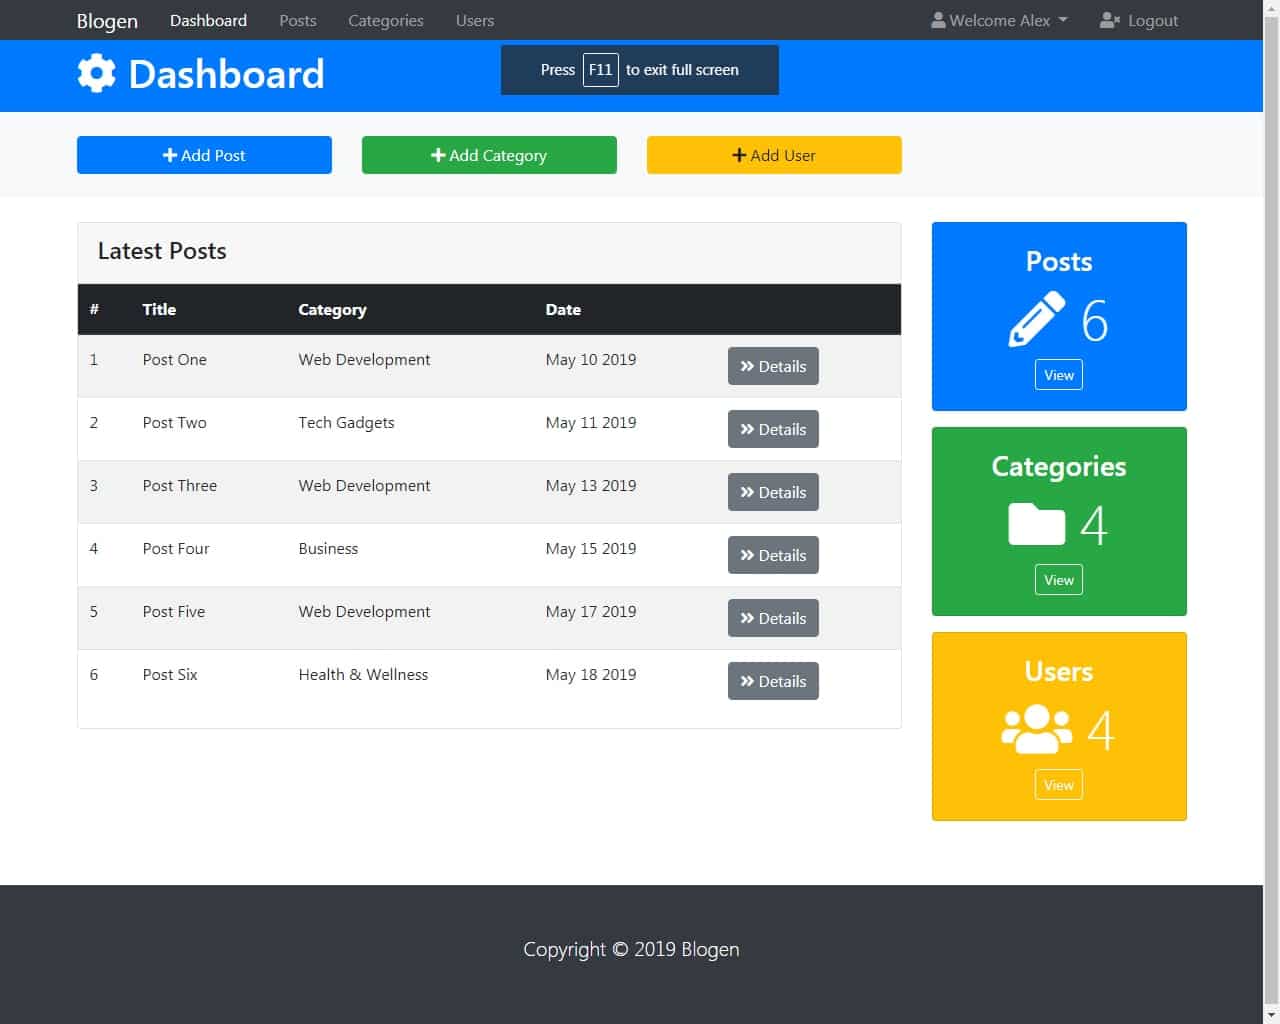 Blogen Dashboard Posts Categories Users Welcome Alex Logout
Dashboard
Press F11 to exit full screen
Add Post Add Category Add User
Latest Posts
# Title Category Date
1 Post One Web Development May 10 2019 Details
2 Post Two Tech Gadgets May 11 2019 Details
3 Post Three Web Development May 13 2019 Details
4 Post Four Business May 15 2019 Details
5 Post Five Web Development May 17 2019 Details
6 Post Six Health & Wellness May 18 2019 Details
Posts
6
View
Categories
4
View
Users
4
View
Copyright © 2019 Blogen